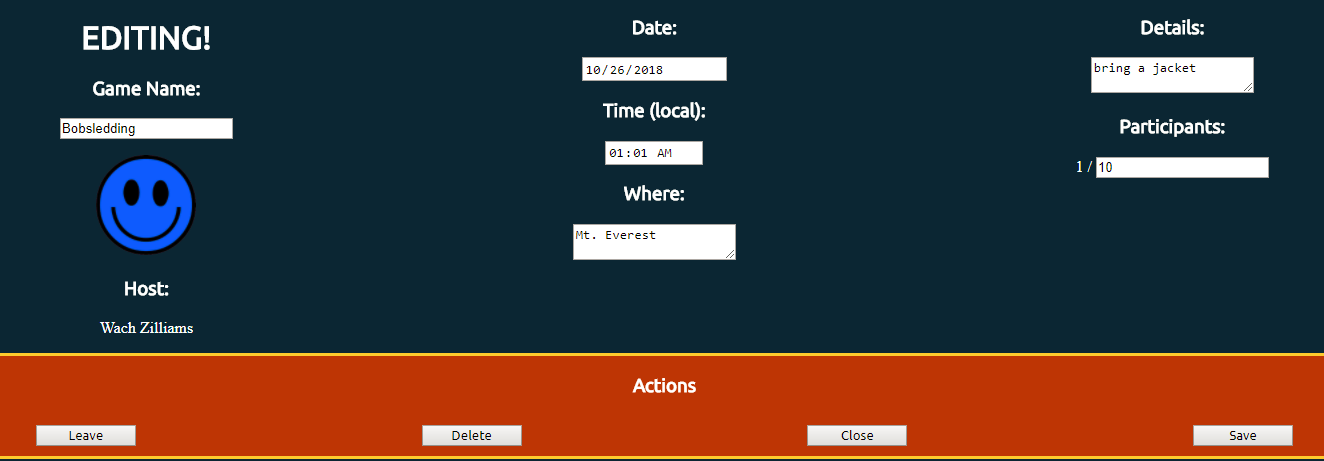 EDITING!
Game Name:
Bobsledding
Host:
Wach Zilliams
Date:
10/26/2018
Time (local):
01:01 AM
Where:
Mt. Everest
Details:
bring a jacket
Participants:
1 / 10
Actions
Leave
Delete
Close
Save